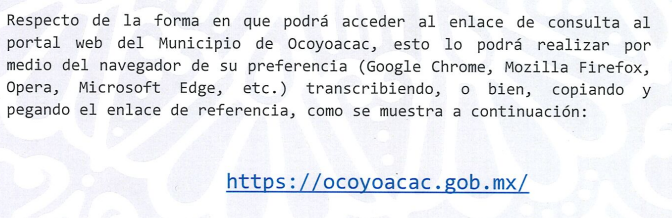 Respecto de la forma en que podrá acceder al enlace de consulta al
portal web del Municipio de Ocoyoacac, esto lo podrá realizar por
medio del navegador de su preferencia (Google Chrome, Mozilla Firefox,
Opera, Microsoft Edge, etc.) transcribiendo, o bien, copiando y
pegando el enlace de referencia, como se muestra a continuación:
https://ocoyoacac.gob.mx/